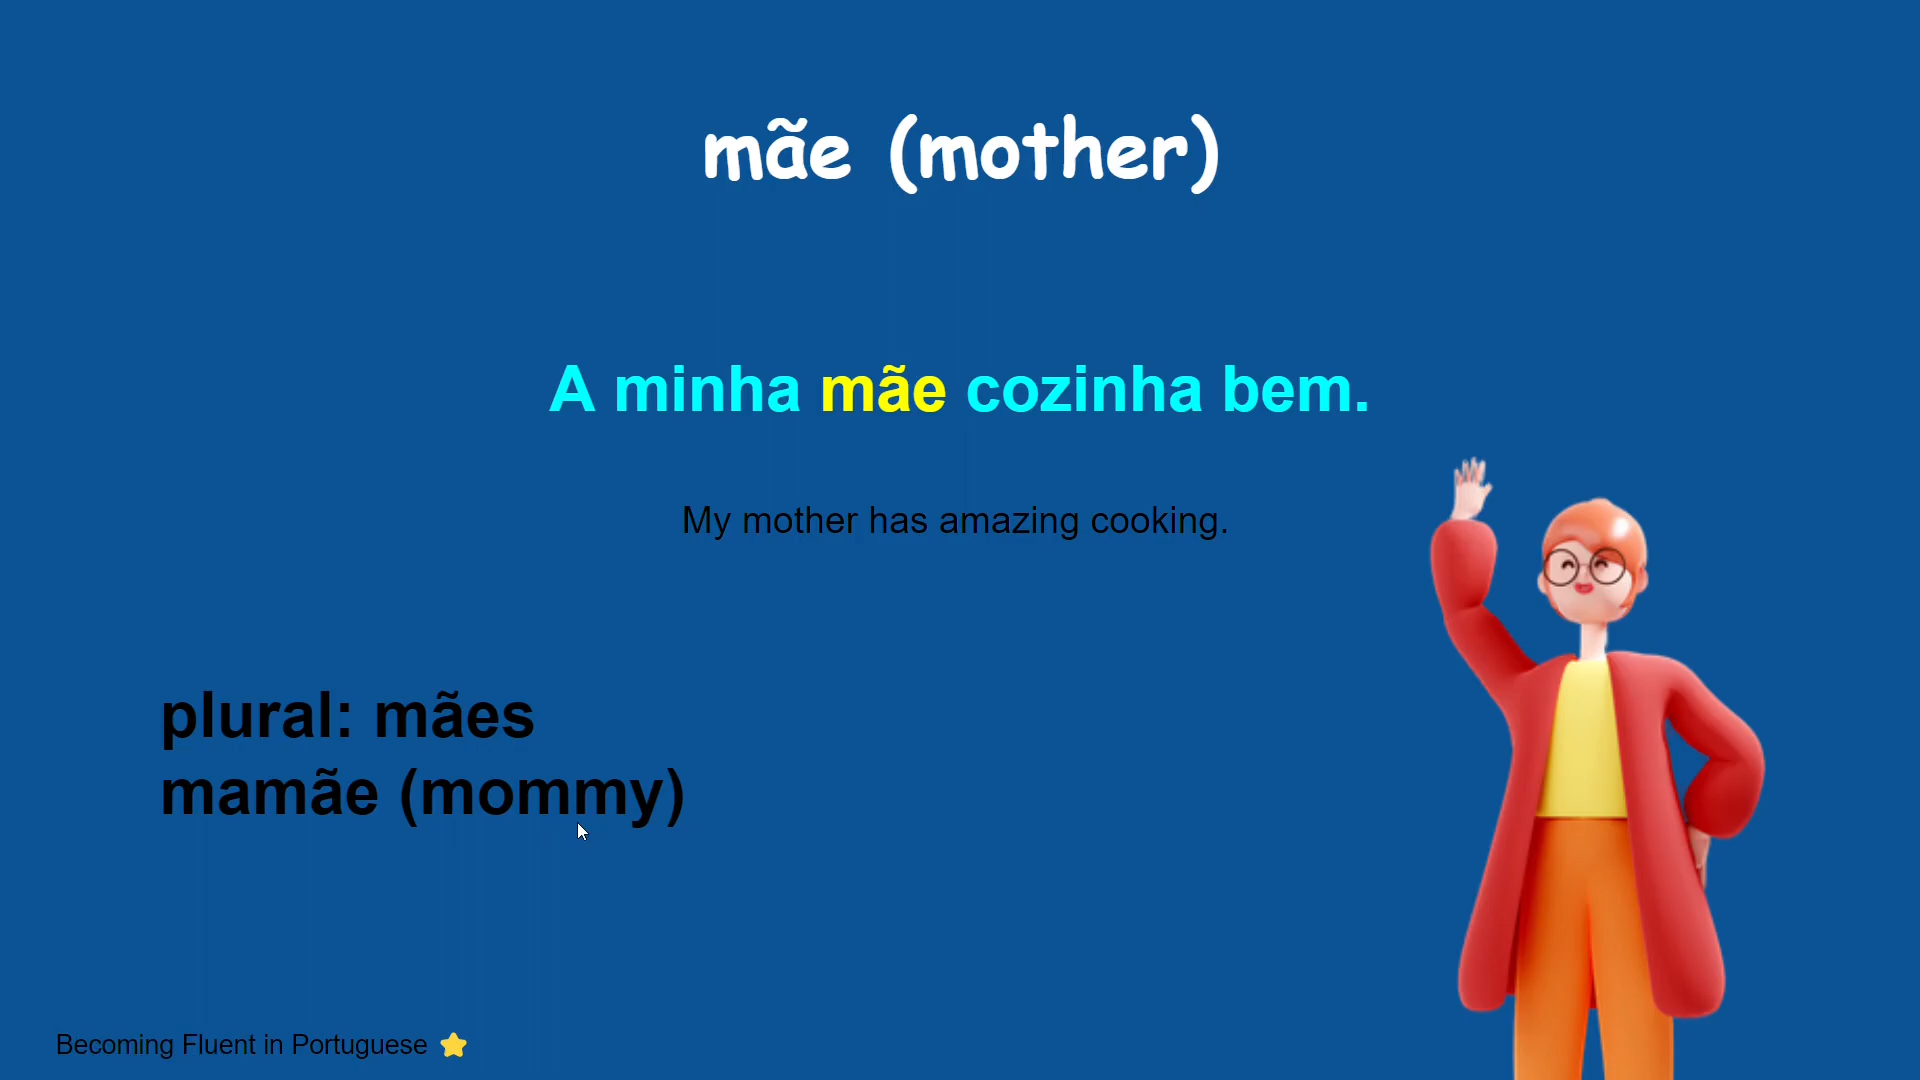 mãe (mother)
A minha mãe cozinha bem.
My mother has amazing cooking.
plural: mães
mamãe (mommy)
Becoming Fluent in Portuguese